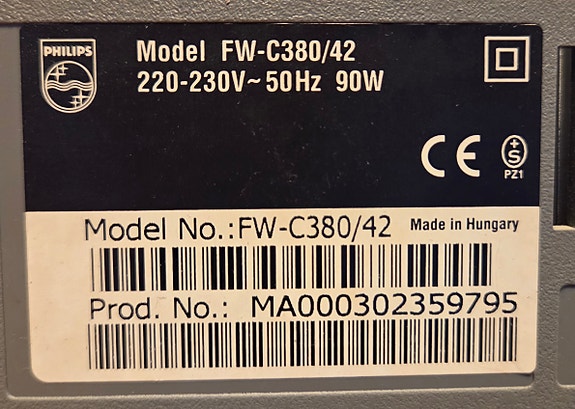 PHILIPS
Model FW-C380/42
220-230V~50Hz 90W
CE
+
S
PZ1
Model No.:FW-C380/42 Made in Hungary
Prod. No.: MA000302359795